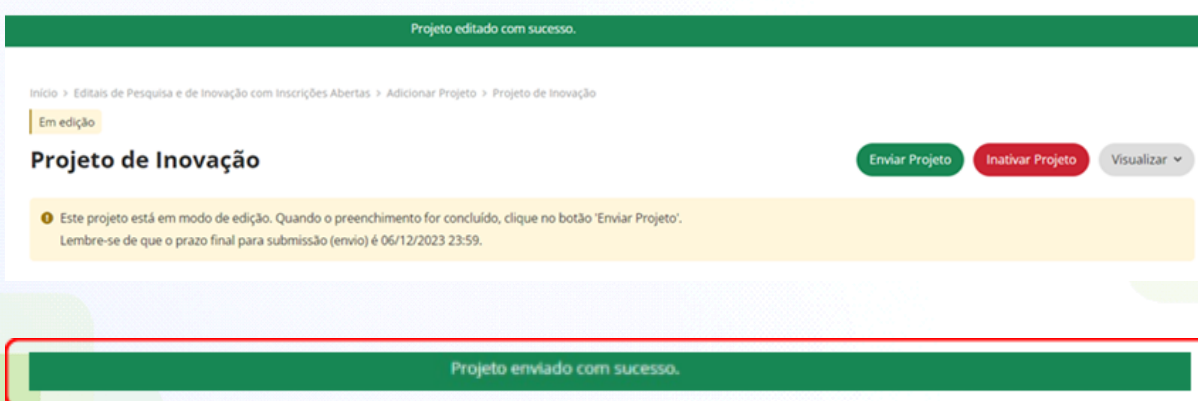 Projeto editado com sucesso.
Início > Editais de Pesquisa e de Inovação com Inscrições Abertas > Adicionar Projeto > Projeto de Inovação
Em edição
Projeto de Inovação
Enviar Projeto
Inativar Projeto
Visualizar
Este projeto está em modo de edição. Quando o preenchimento for concluído, clique no botão 'Enviar Projeto'.
Lembre-se de que o prazo final para submissão (envio) é 06/12/2023 23:59.
Projeto enviado com sucesso.